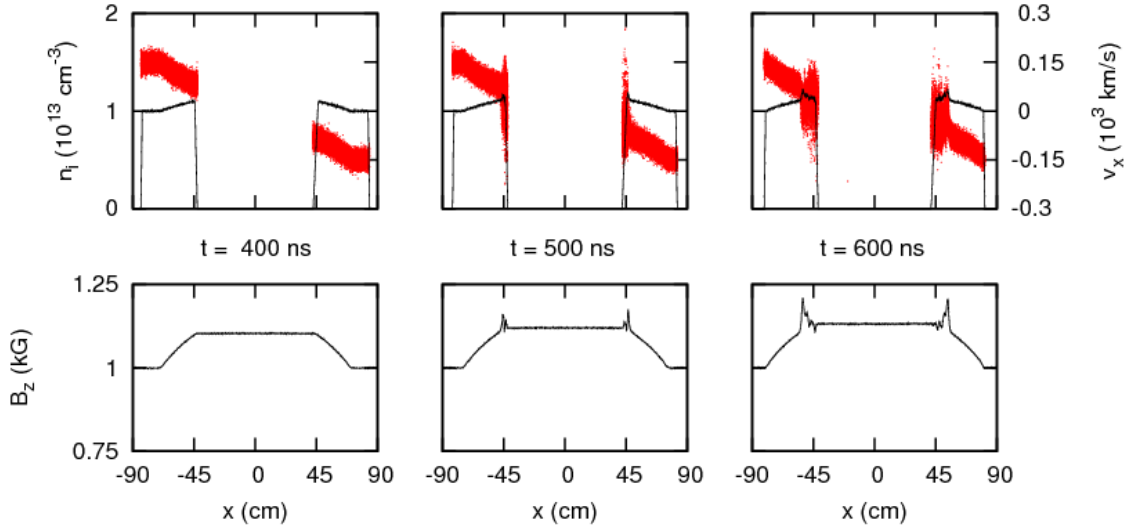 n_i (10^13 cm^-3)
2
1
0
0.3
0.15
0
-0.15
-0.3
v_x (10^3 km/s)
t = 400 ns
t = 500 ns
t = 600 ns
B_z (kG)
1.25
1
0.75
-90 -45 0 45 90
-90 -45 0 45 90
-90 -45 0 45 90
x (cm)
x (cm)
x (cm)